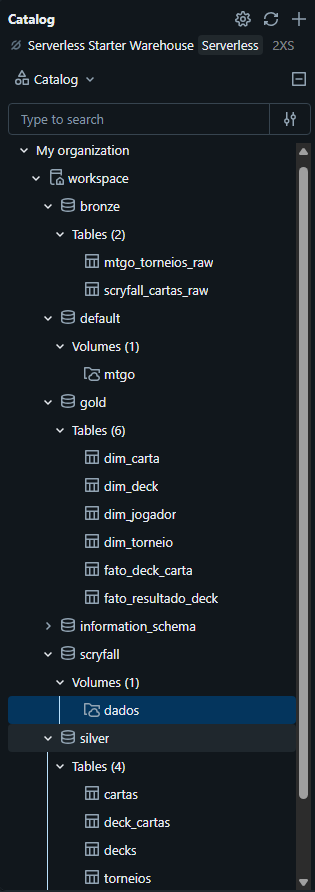 Catalog
Serverless Starter Warehouse Serverless 2XS
Catalog
Type to search
My organization
workspace
bronze
Tables (2)
mtgo_torneios_raw
scryfall_cartas_raw
default
Volumes (1)
mtgo
gold
Tables (6)
dim_carta
dim_deck
dim_jogador
dim_torneio
fato_deck_carta
fato_resultado_deck
information_schema
scryfall
Volumes (1)
dados
silver
Tables (4)
cartas
deck_cartas
decks
torneios